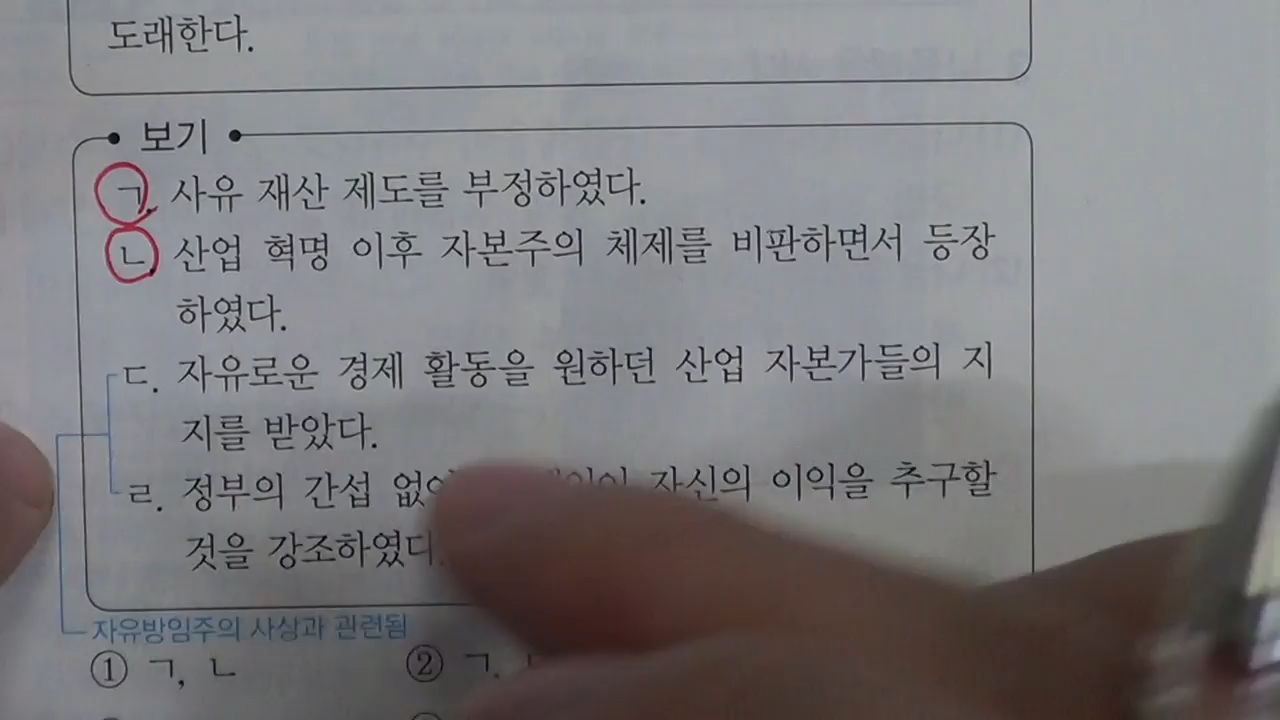 도래한다.
보기
ㄱ. 사유 재산 제도를 부정하였다.
ㄴ. 산업 혁명 이후 자본주의 체제를 비판하면서 등장
하였다.
ㄷ. 자유로운 경제 활동을 원하던 산업 자본가들의 지
지를 받았다.
ㄹ. 정부의 간섭 자신의 이익을 추구할
것을 강조하였다.
자유방임주의 사상과 관련됨
① ㄱ, ㄴ ② ㄱ,